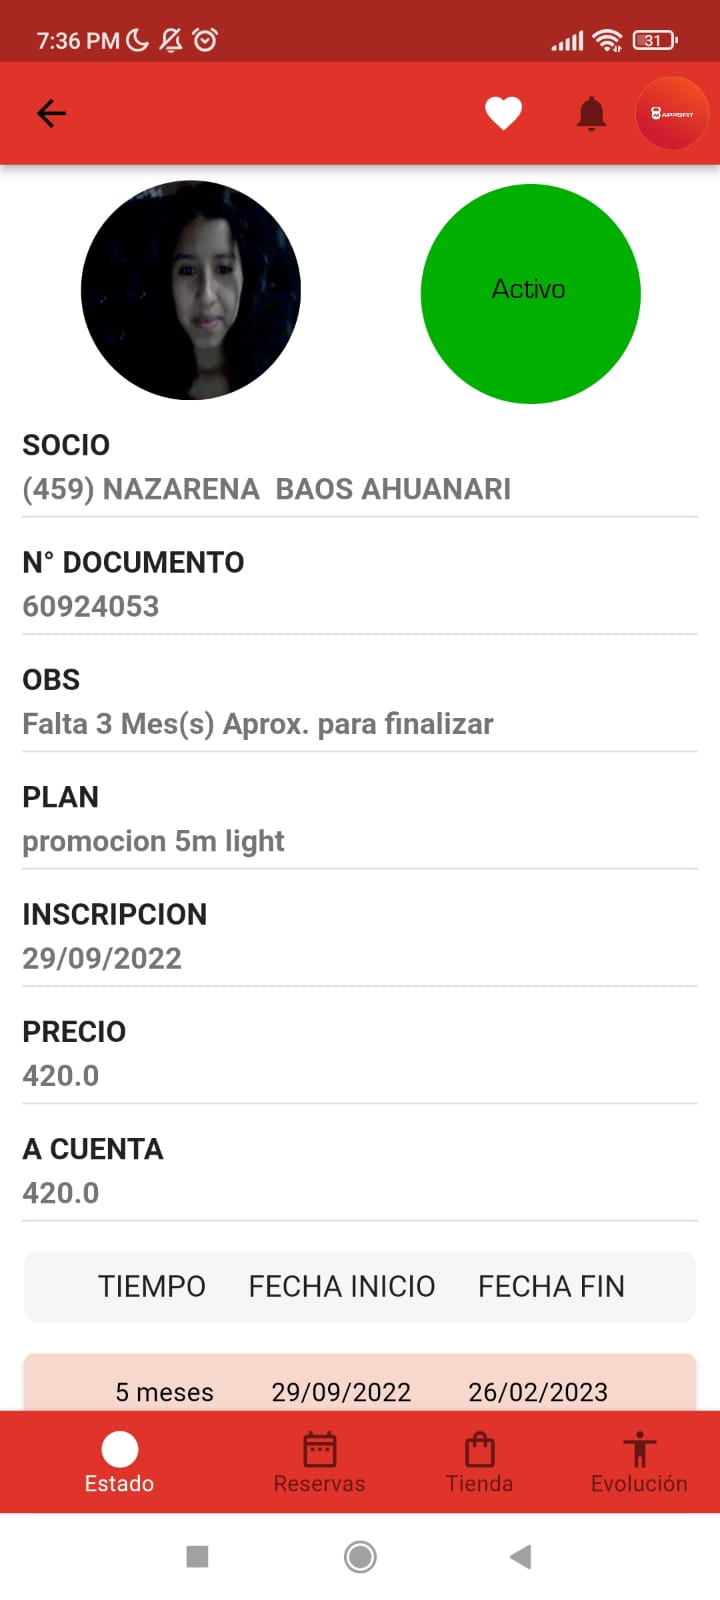 7:36 PM
31
APPSFIT
Activo
SOCIO
(459) NAZARENA  BAOS AHUANARI
N° DOCUMENTO
60924053
OBS
Falta 3 Mes(s) Aprox. para finalizar
PLAN
promocion 5m light
INSCRIPCION
29/09/2022
PRECIO
420.0
A CUENTA
420.0
TIEMPO FECHA INICIO FECHA FIN
5 meses 29/09/2022 26/02/2023
Estado Reservas Tienda Evolución